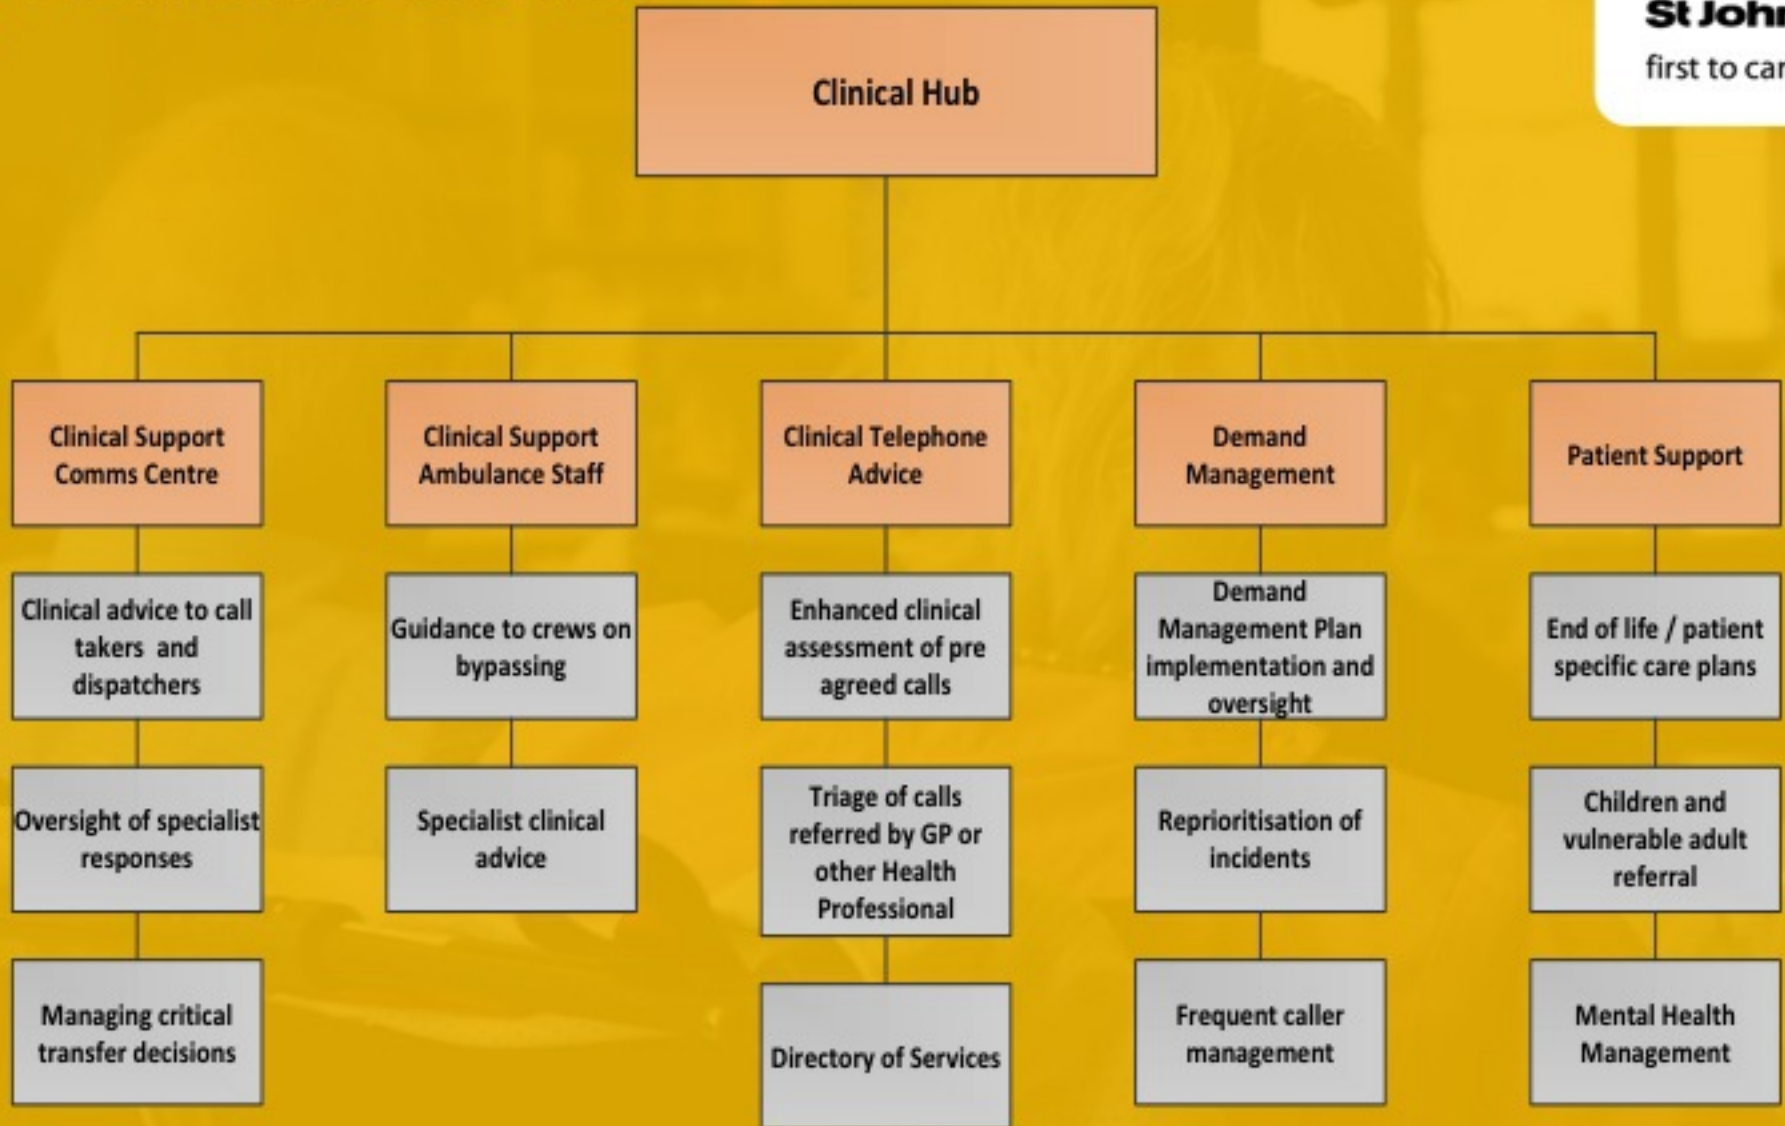 St John
first to car
Clinical Hub
Clinical Support
Comms Centre
Clinical advice to call
takers and
dispatchers
Oversight of specialist
responses
Managing critical
transfer decisions
Clinical Support
Ambulance Staff
Guidance to crews on
bypassing
Specialist clinical
advice
Clinical Telephone
Advice
Enhanced clinical
assessment of pre
agreed calls
Triage of calls
referred by GP or
other Health
Professional
Directory of Services
Demand
Management
Demand
Management Plan
implementation and
oversight
Reprioritisation of
incidents
Frequent caller
management
Patient Support
End of life / patient
specific care plans
Children and
vulnerable adult
referral
Mental Health
Management